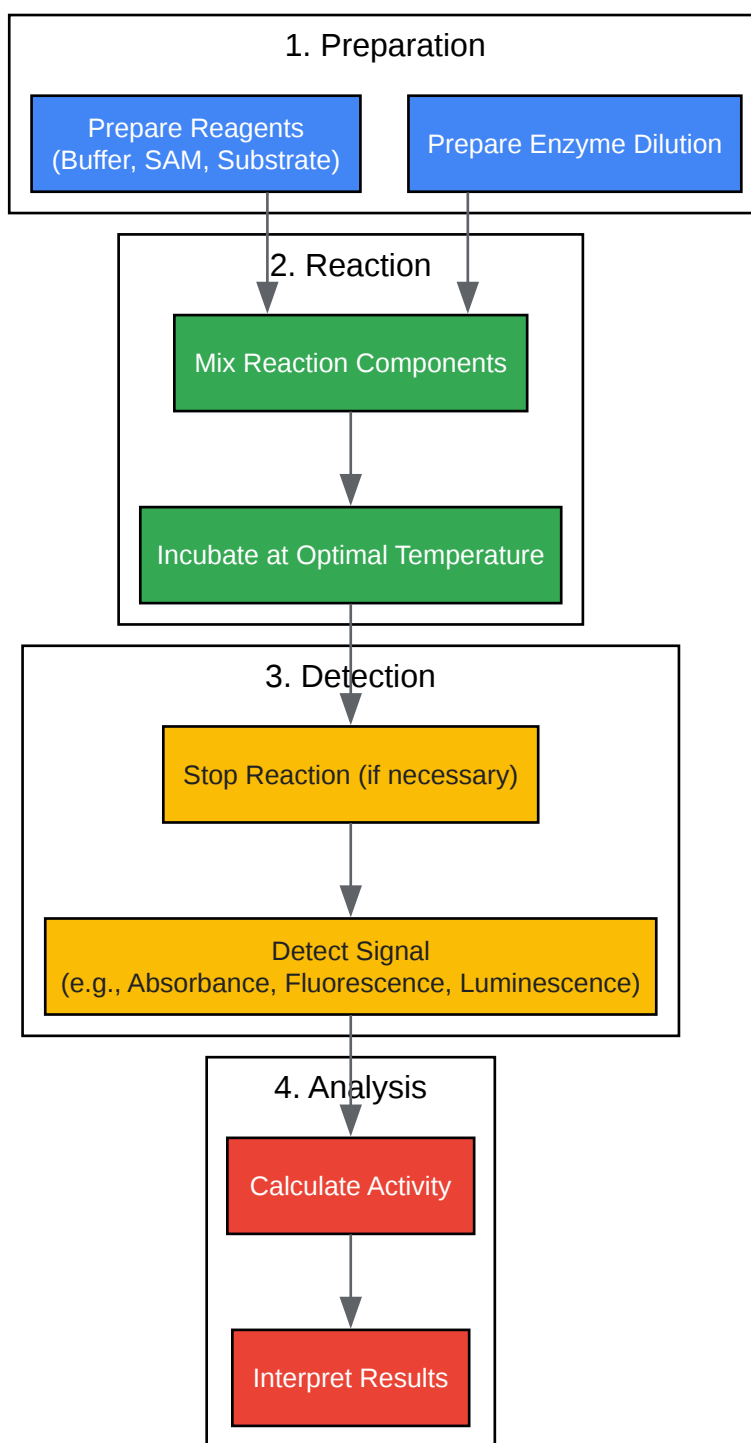 1. Preparation
Prepare Reagents
(Buffer, SAM, Substrate)
Prepare Enzyme Dilution
2. Reaction
Mix Reaction Components
Incubate at Optimal Temperature
3. Detection
Stop Reaction (if necessary)
Detect Signal
(e.g., Absorbance, Fluorescence, Luminescence)
4. Analysis
Calculate Activity
Interpret Results